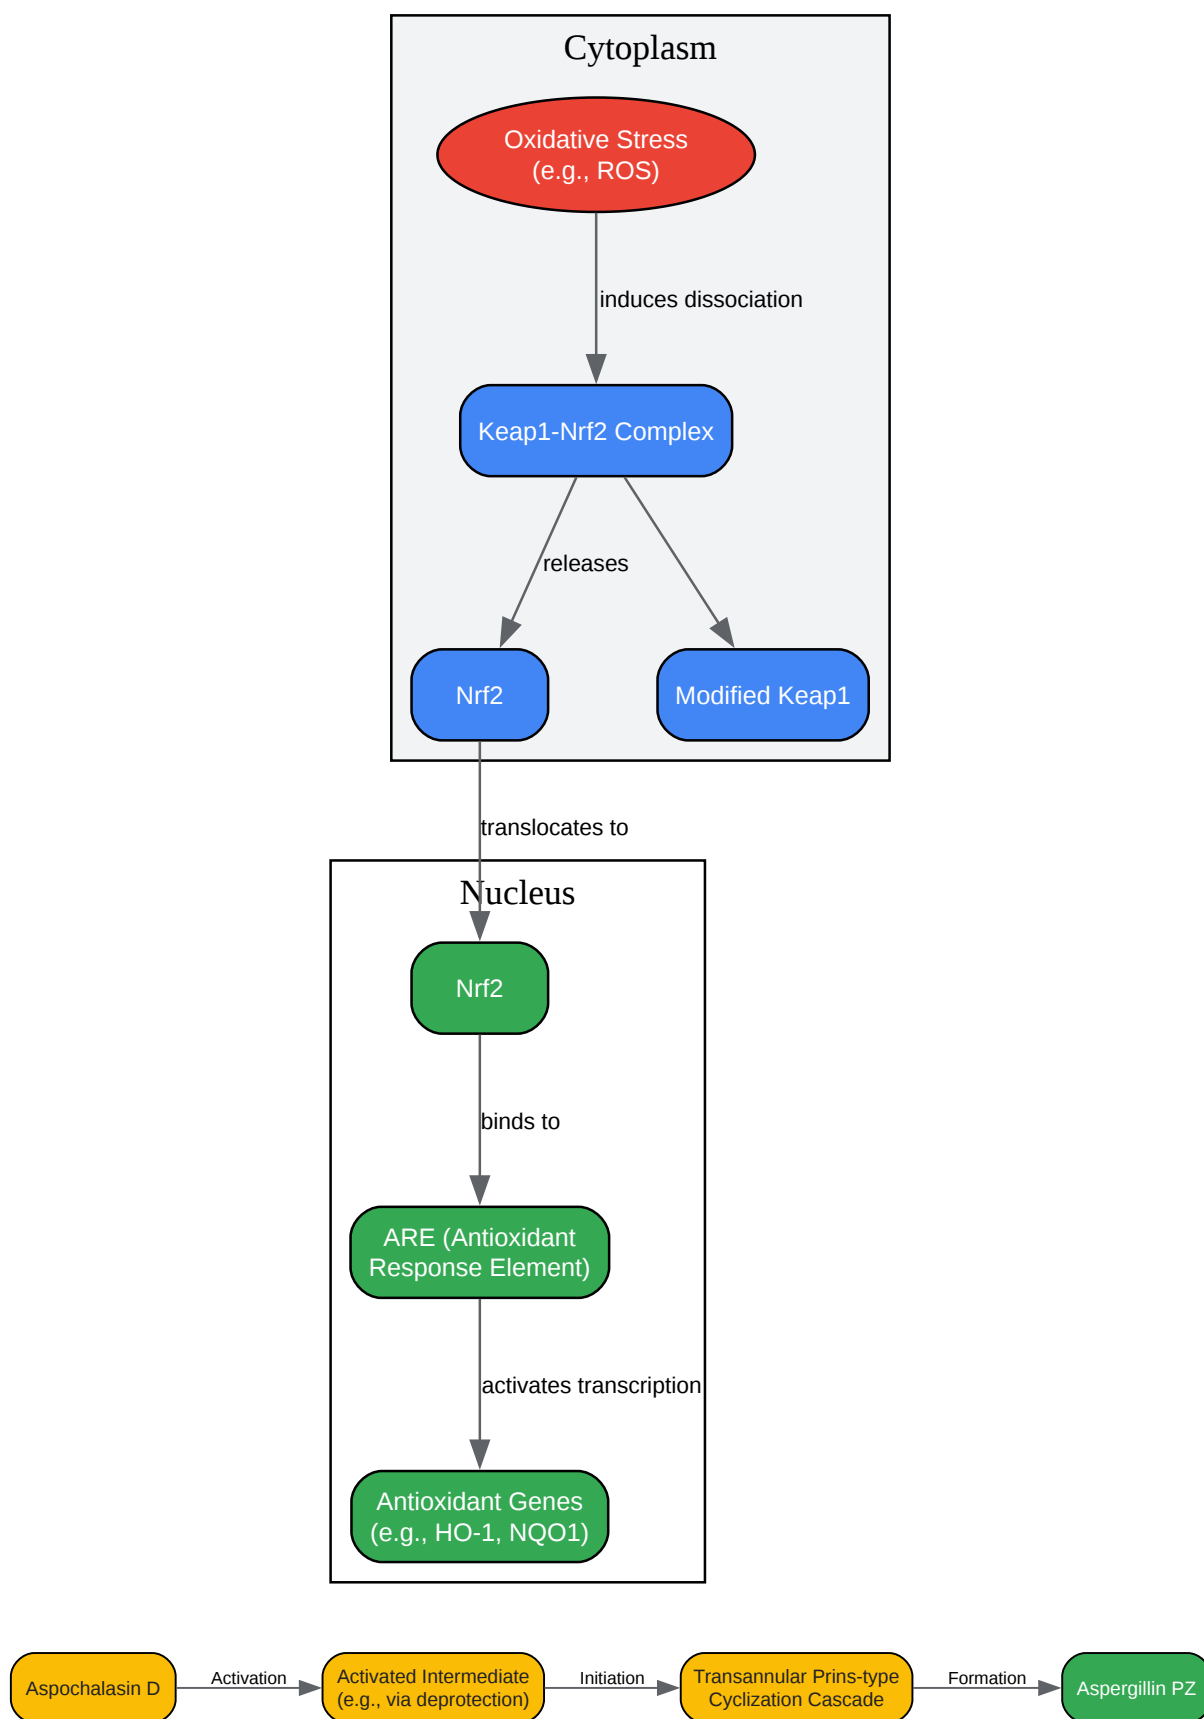 Cytoplasm
Oxidative Stress
(e.g., ROS)
induces dissociation
Keap1-Nrf2 Complex
releases
Nrf2
Modified Keap1
translocates to
Nucleus
Nrf2
binds to
ARE (Antioxidant
Response Element)
activates transcription
Antioxidant Genes
(e.g., HO-1, NQO1)
Aspochalasin D
Activation
Activated Intermediate
(e.g., via deprotection)
Initiation
Transannular Prins-type
Cyclization Cascade
Formation
Aspergillin PZ